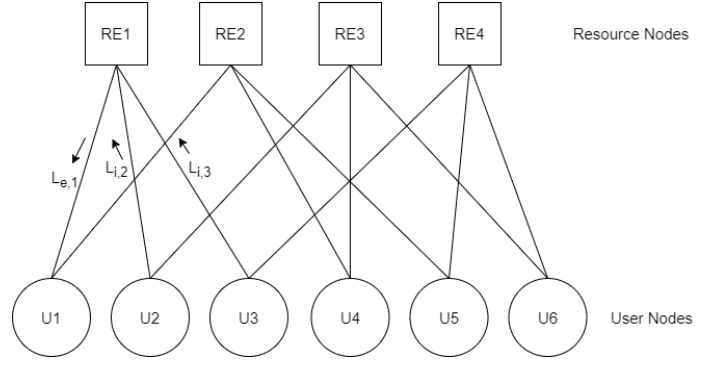 RE1 RE2 RE3 RE4 Resource Nodes
Le,1 Li,2 Li,3
U1 U2 U3 U4 U5 U6 User Nodes